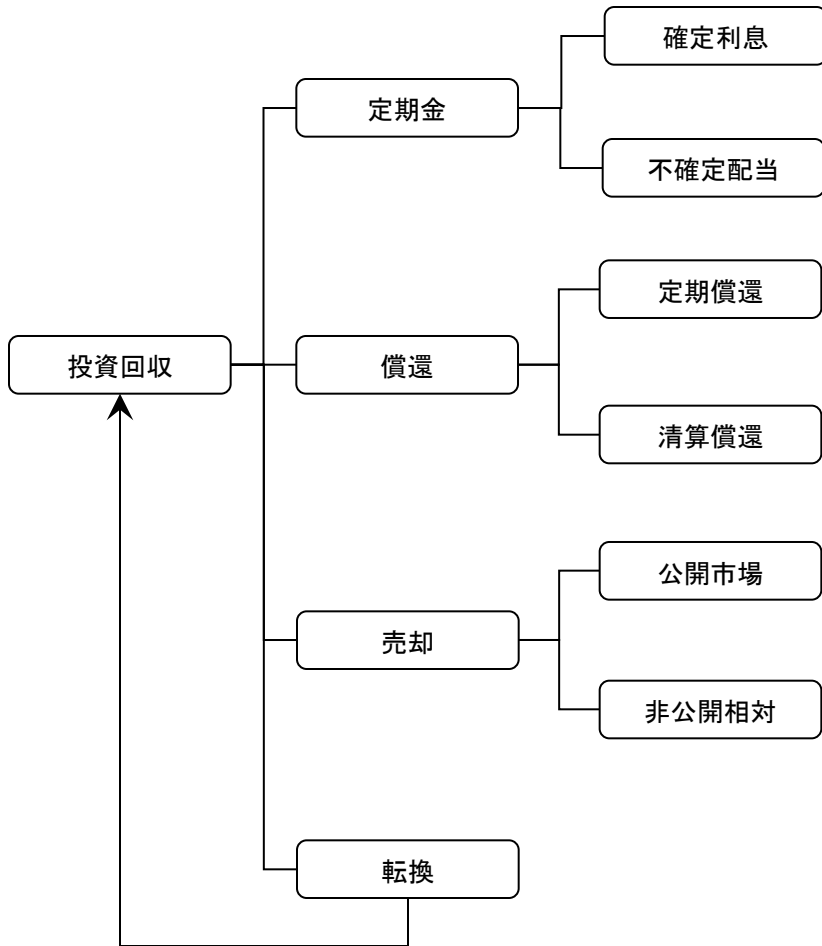 確定利息
定期金
不確定配当
定期償還
投資回収
償還
清算償還
公開市場
売却
非公開相対
転換